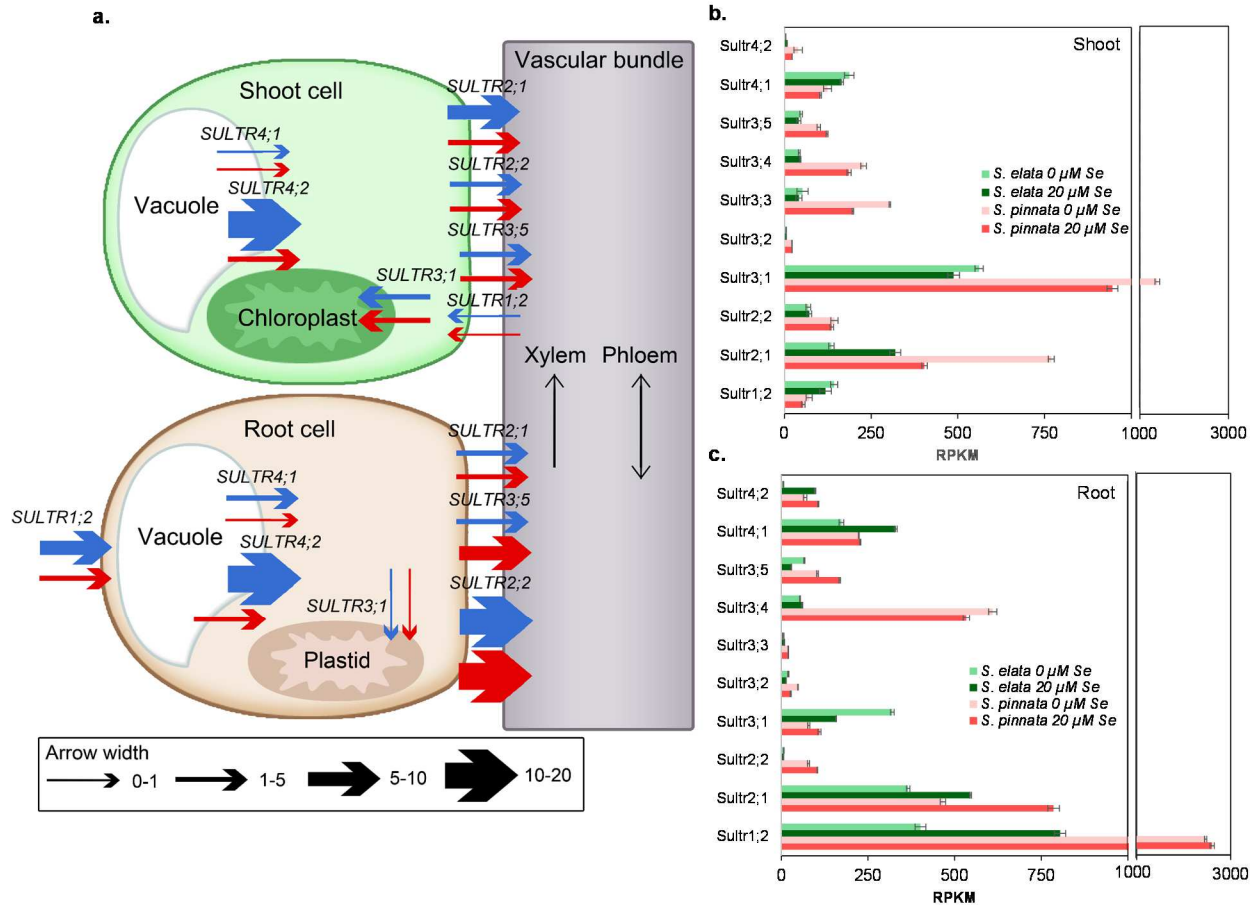 a.
Shoot cell
Vascular bundle
SULTR2;1
SULTR4;1
SULTR2;2
SULTR4;2
Vacuole
SULTR3;5
SULTR3;1
SULTR1;2
Chloroplast
Xylem
Phloem
Root cell
SULTR2;1
SULTR4;1
SULTR3;5
SULTR1;2
Vacuole
SULTR4;2
SULTR2;2
SULTR3;1
Plastid
Arrow width
0-1
1-5
5-10
10-20
b.
Shoot
Sultr4;2
Sultr4;1
Sultr3;5
Sultr3;4
Sultr3;3
Sultr3;2
Sultr3;1
Sultr2;2
Sultr2;1
Sultr1;2
S. elata 0 µM Se
S. elata 20 µM Se
S. pinnata 0 µM Se
S. pinnata 20 µM Se
0 250 500 750 1000 3000
RPKM
c.
Root
Sultr4;2
Sultr4;1
Sultr3;5
Sultr3;4
Sultr3;3
Sultr3;2
Sultr3;1
Sultr2;2
Sultr2;1
Sultr1;2
S. elata 0 µM Se
S. elata 20 µM Se
S. pinnata 0 µM Se
S. pinnata 20 µM Se
0 250 500 750 1000 3000
RPKM